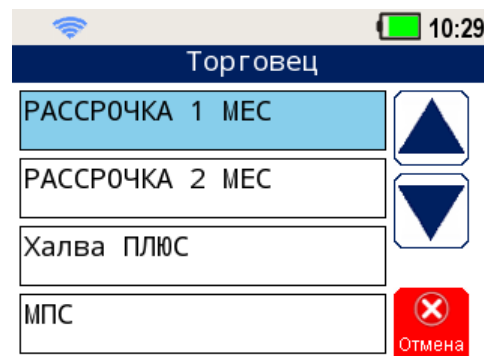 10:29
Торговец
РАССРОЧКА 1 МЕС
РАССРОЧКА 2 МЕС
Халва ПЛЮС
МПС
Отмена